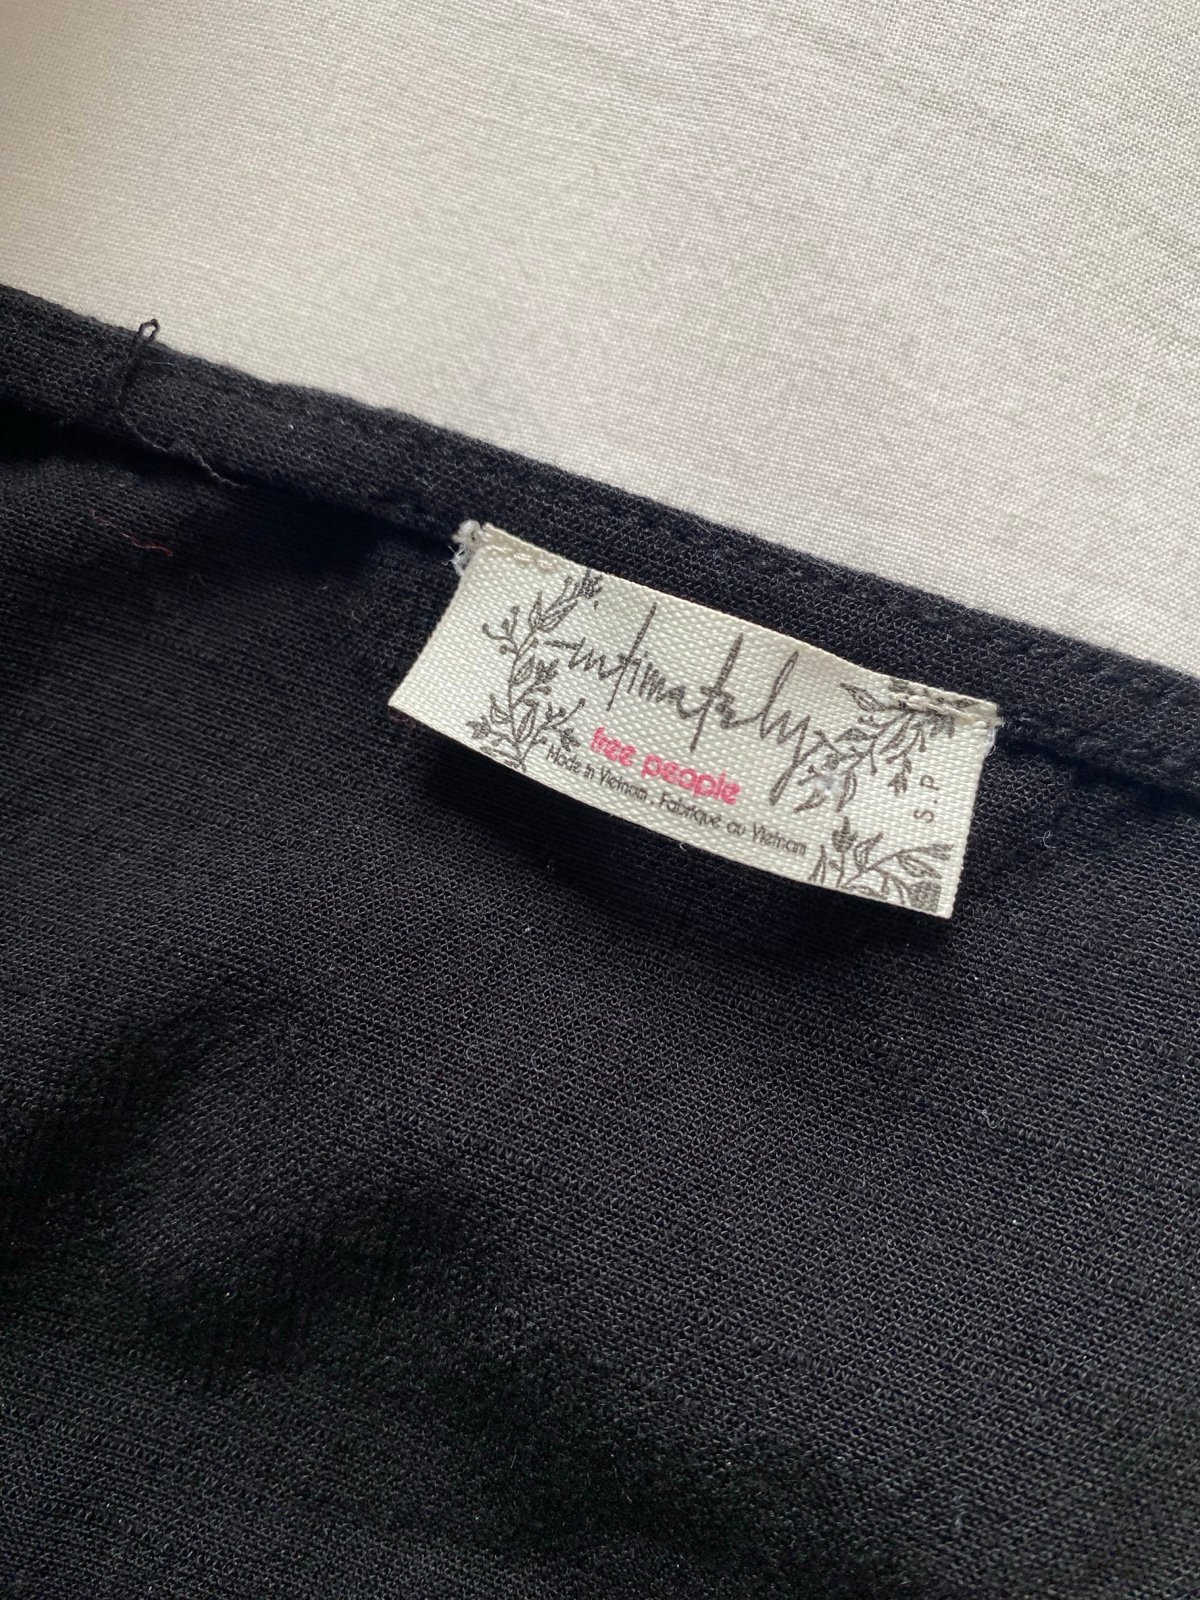 intimately
free people
Made in Vietnam . Fabriqué au Vietnam
S.P